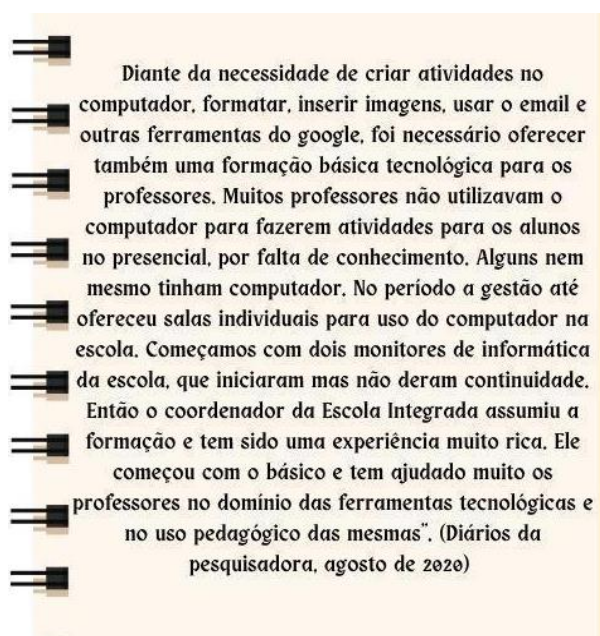 Diante da necessidade de criar atividades no
computador, formatar, inserir imagens, usar o email e
outras ferramentas do google, foi necessário oferecer
também uma formação básica tecnológica para os
professores. Muitos professores não utilizavam o
computador para fazerem atividades para os alunos
no presencial, por falta de conhecimento. Alguns nem
mesmo tinham computador. No período a gestão até
ofereceu salas individuais para uso do computador na
escola. Começamos com dois monitores de informática
da escola, que iniciaram mas não deram continuidade.
Então o coordenador da Escola Integrada assumiu a
formação e tem sido uma experiência muito rica. Ele
começou com o básico e tem ajudado muito os
professores no domínio das ferramentas tecnológicas e
no uso pedagógico das mesmas". (Diários da
pesquisadora, agosto de 2020)